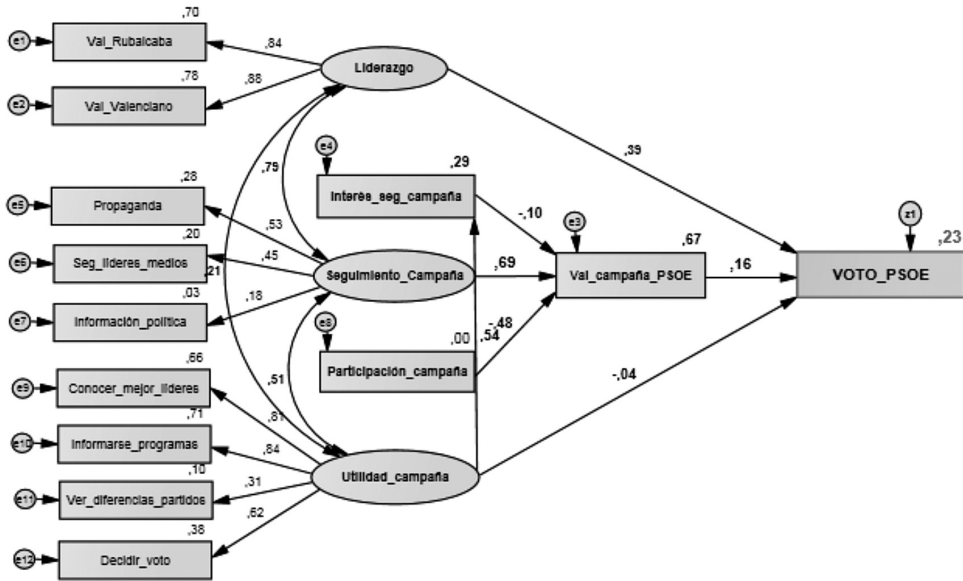 ,70
e1
Val_Rubalcaba
,84
Liderazgo
,78
,88
e2
Val_Valenciano
,39
e4
,29
,79
Interés_seg_campaña
-,10
e3
,28
e5
Propaganda
,53
z1
,23
,20
e6
Seg_líderes_medios
,45
,21
Seguimiento_Campaña
,69
,67
Val_campaña_PSOE
,16
VOTO_PSOE
,03
e7
Información_política
,18
e8
,00
-,48
,54
Participación_campaña
,66
e9
Conocer_mejor_líderes
,51
-,04
,71
,81
e10
Informarse_programas
,84
Utilidad_campaña
,10
,31
e11
Ver_diferencias_partidos
,62
,38
e12
Decidir_voto